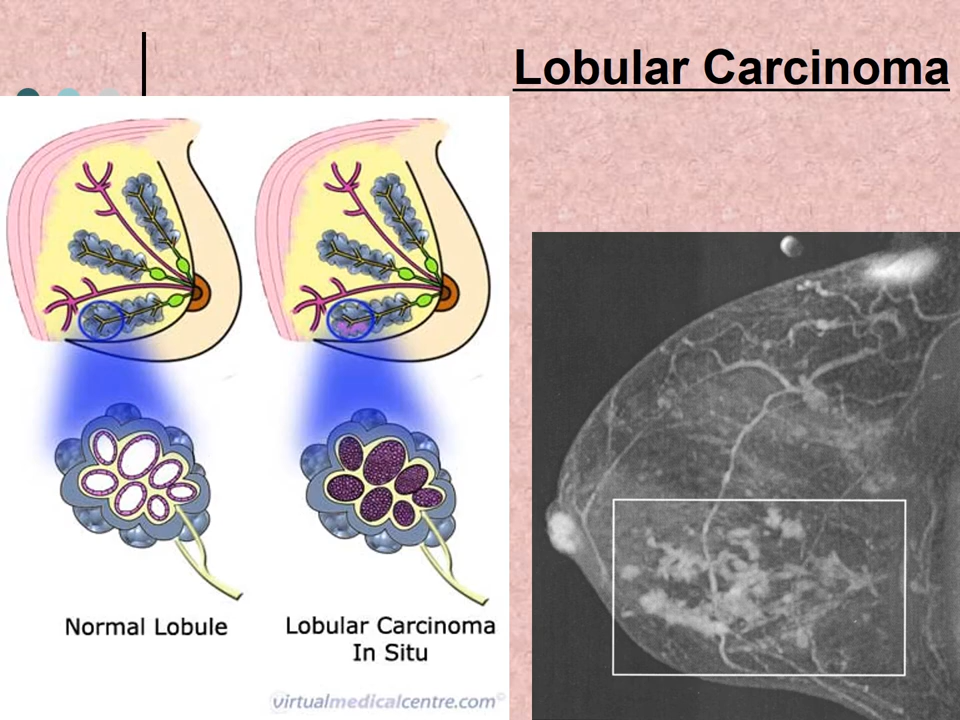 Lobular Carcinoma
Normal Lobule
Lobular Carcinoma
In Situ
virtualmedicalcentre.com©